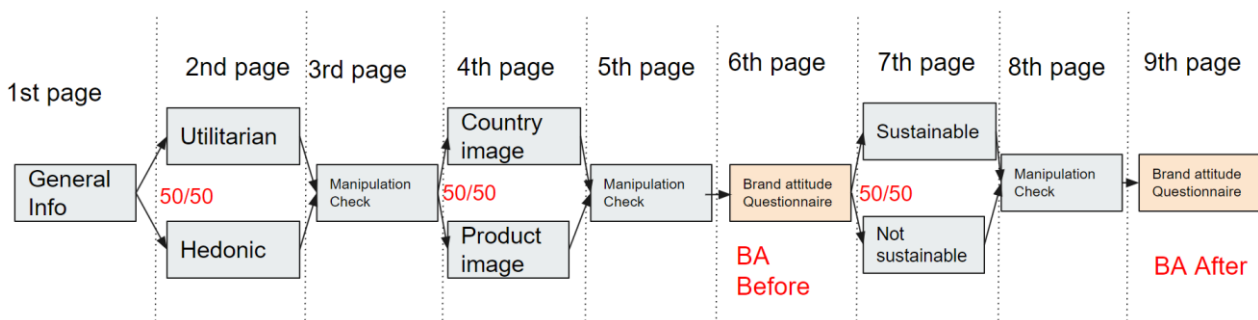 1st page
2nd page
3rd page
4th page
5th page
6th page
7th page
8th page
9th page
General
Info
Utilitarian
50/50
Hedonic
Manipulation
Check
Country
image
50/50
Product
image
Manipulation
Check
Brand attitude
Questionnaire
BA
Before
Sustainable
50/50
Not
sustainable
Manipulation
Check
Brand attitude
Questionnaire
BA After